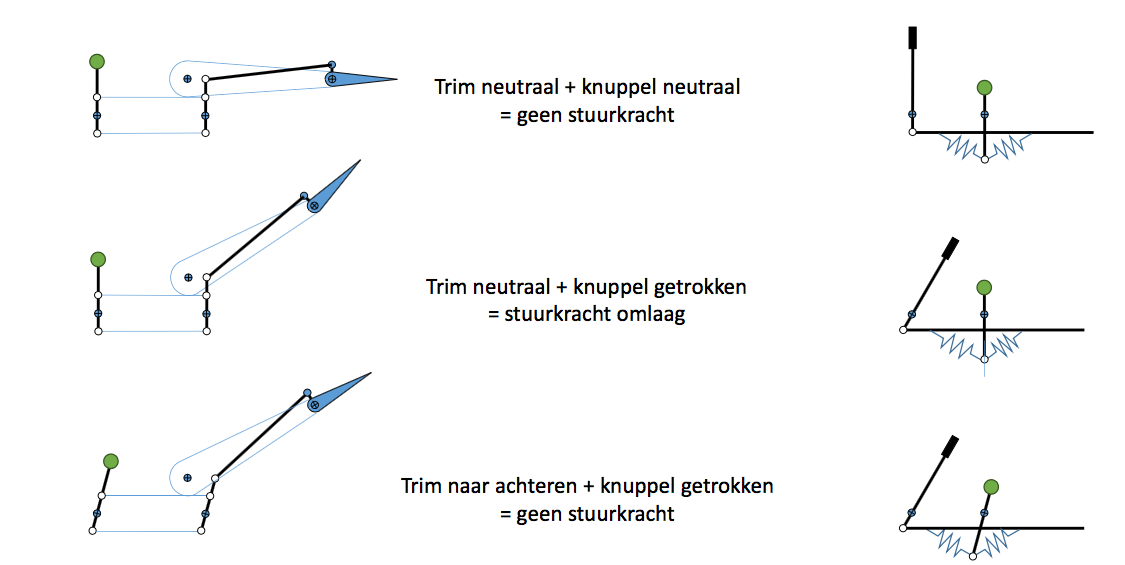 Trim neutraal + knuppel neutraal
= geen stuurkracht
Trim neutraal + knuppel getrokken
= stuurkracht omlaag
Trim naar achteren + knuppel getrokken
= geen stuurkracht